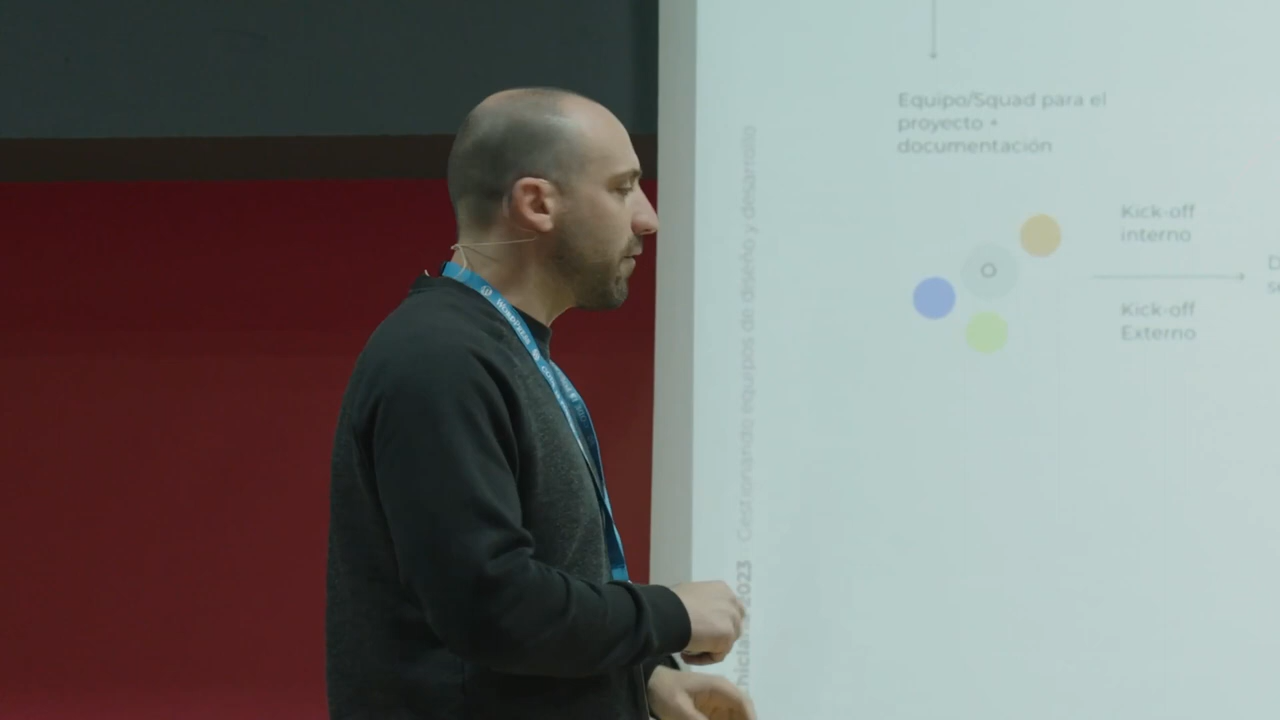 Equipo/Squad para el
proyecto +
documentación
Kick-off
interno
Kick-off
Externo
2023 Gestionando equipos de diseño y desarrollo